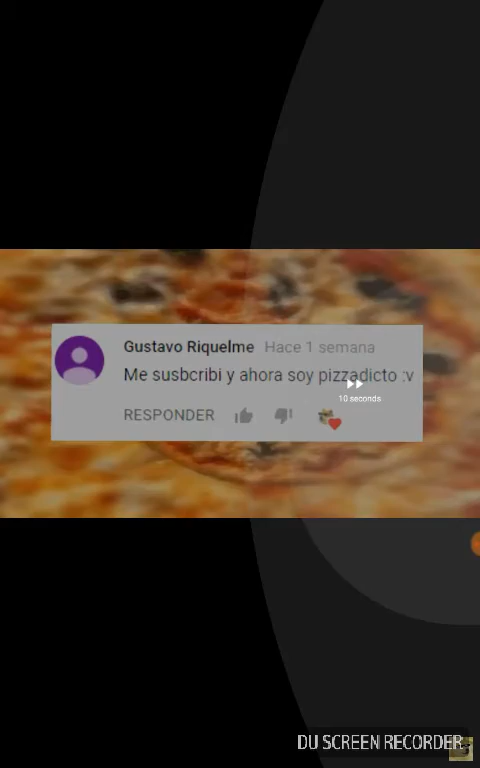 Gustavo Riquelme Hace 1 semana
Me susbcribi y ahora soy pizzadicto :v
10 seconds
RESPONDER
DU SCREEN RECORDER